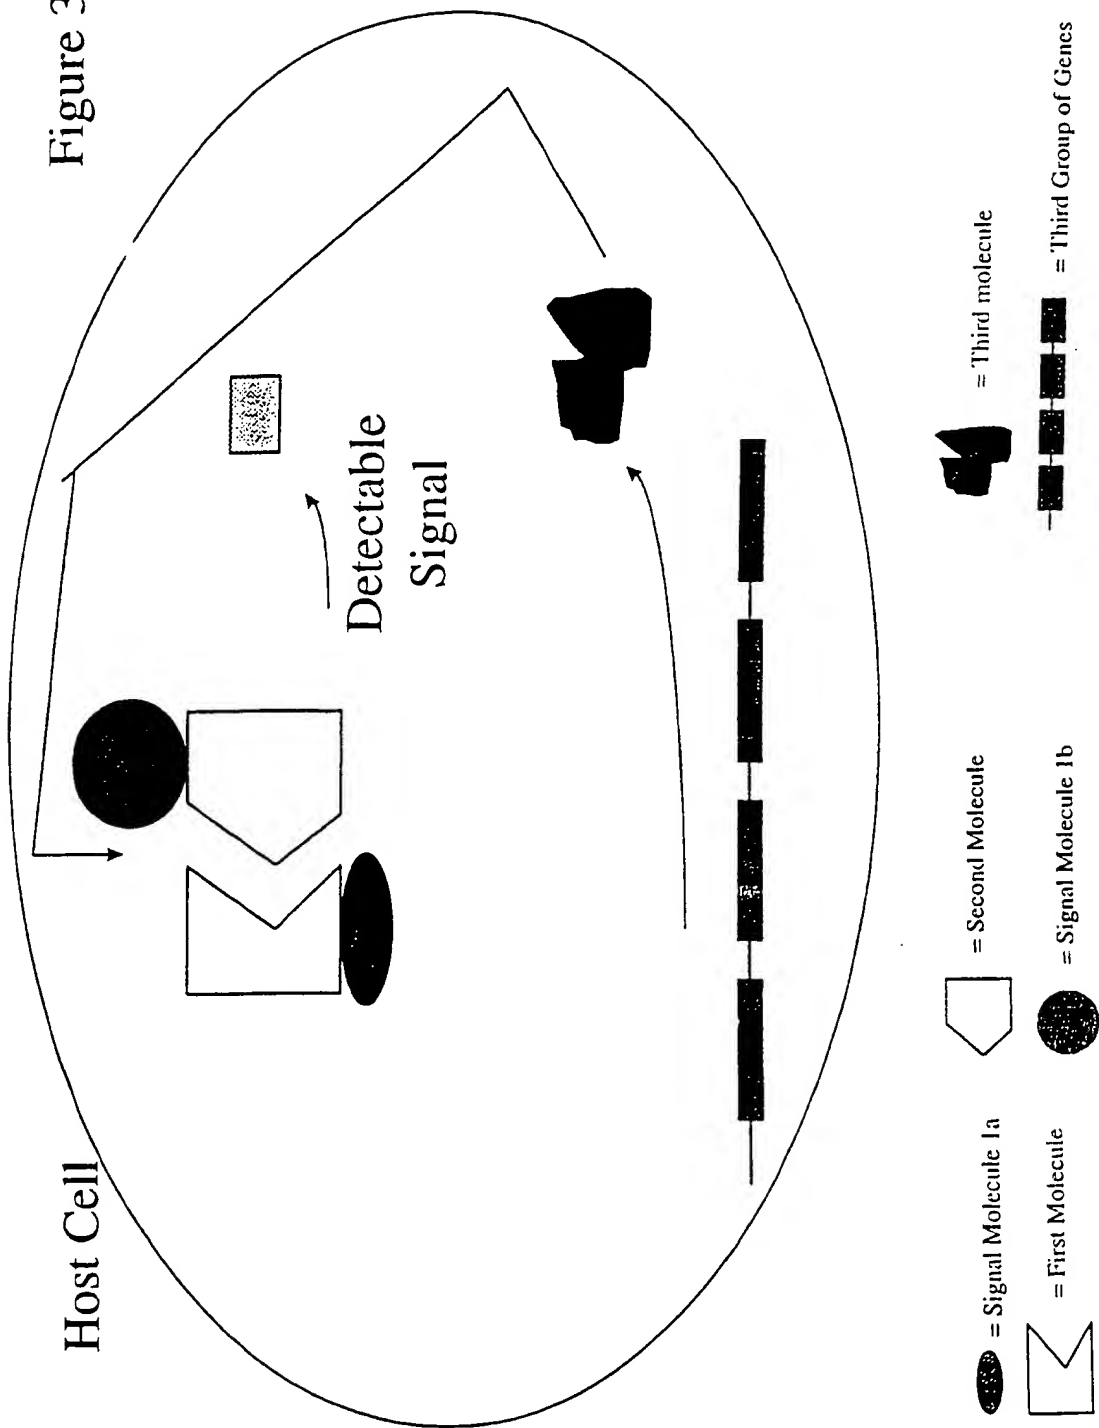 Figure 3
Host Cell
Detectable
Signal
= Signal Molecule 1a
= Second Molecule
= Third molecule
= First Molecule
= Signal Molecule 1b
= Third Group of Genes